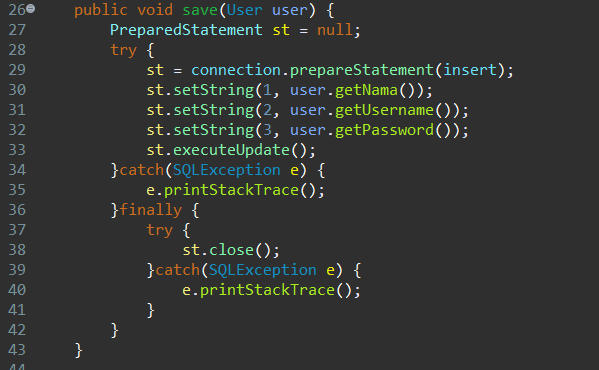 26 public void save(User user) {
27 PreparedStatement st = null;
28 try {
29 st = connection.prepareStatement(insert);
30 st.setString(1, user.getNama());
31 st.setString(2, user.getUsername());
32 st.setString(3, user.getPassword());
33 st.executeUpdate();
34 }catch(SQLException e) {
35 e.printStackTrace();
36 }finally {
37 try {
38 st.close();
39 }catch(SQLException e) {
40 e.printStackTrace();
41 }
42 }
43 }